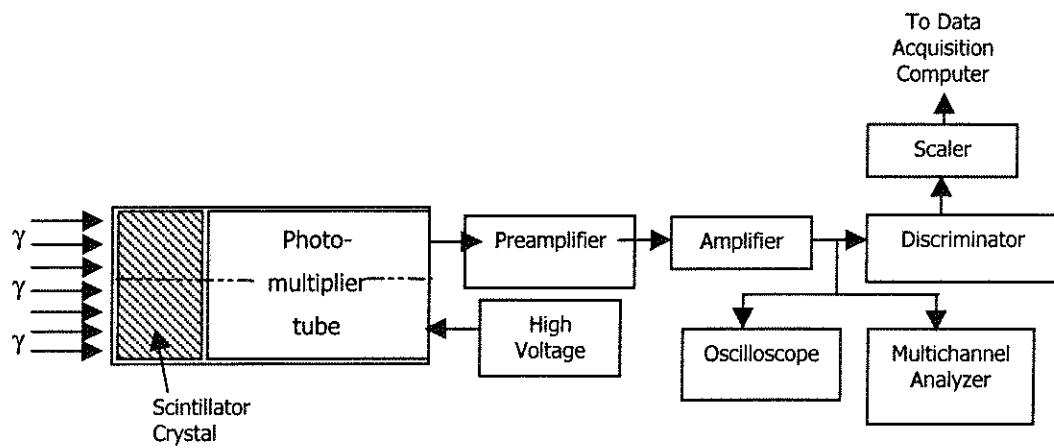 To Data
Acquisition
Computer
Scaler
γ
γ
γ
Photo-
multiplier
tube
Preamplifier
Amplifier
Discriminator
High
Voltage
Oscilloscope
Multichannel
Analyzer
Scintillator
Crystal